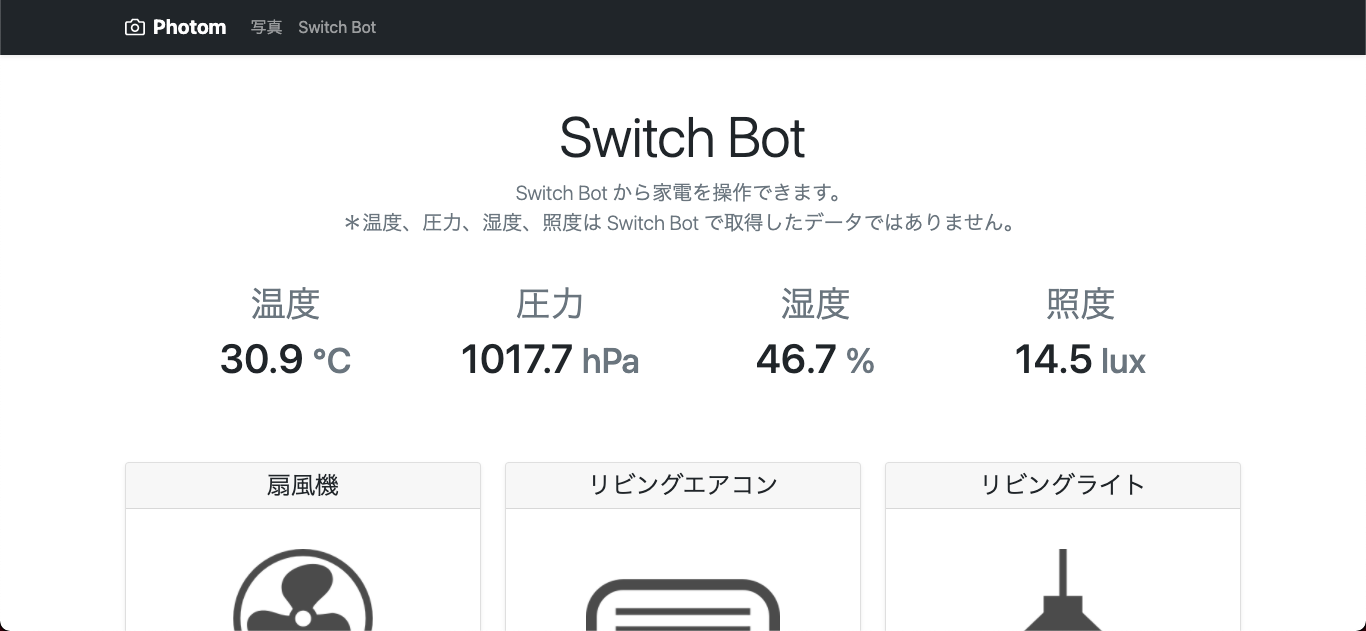 Photom 写真 Switch Bot
Switch Bot
Switch Bot から家電を操作できます。
＊温度、圧力、湿度、照度は Switch Bot で取得したデータではありません。
温度 圧力 湿度 照度
30.9 °C 1017.7 hPa 46.7 % 14.5 lux
扇風機 リビングエアコン リビングライト